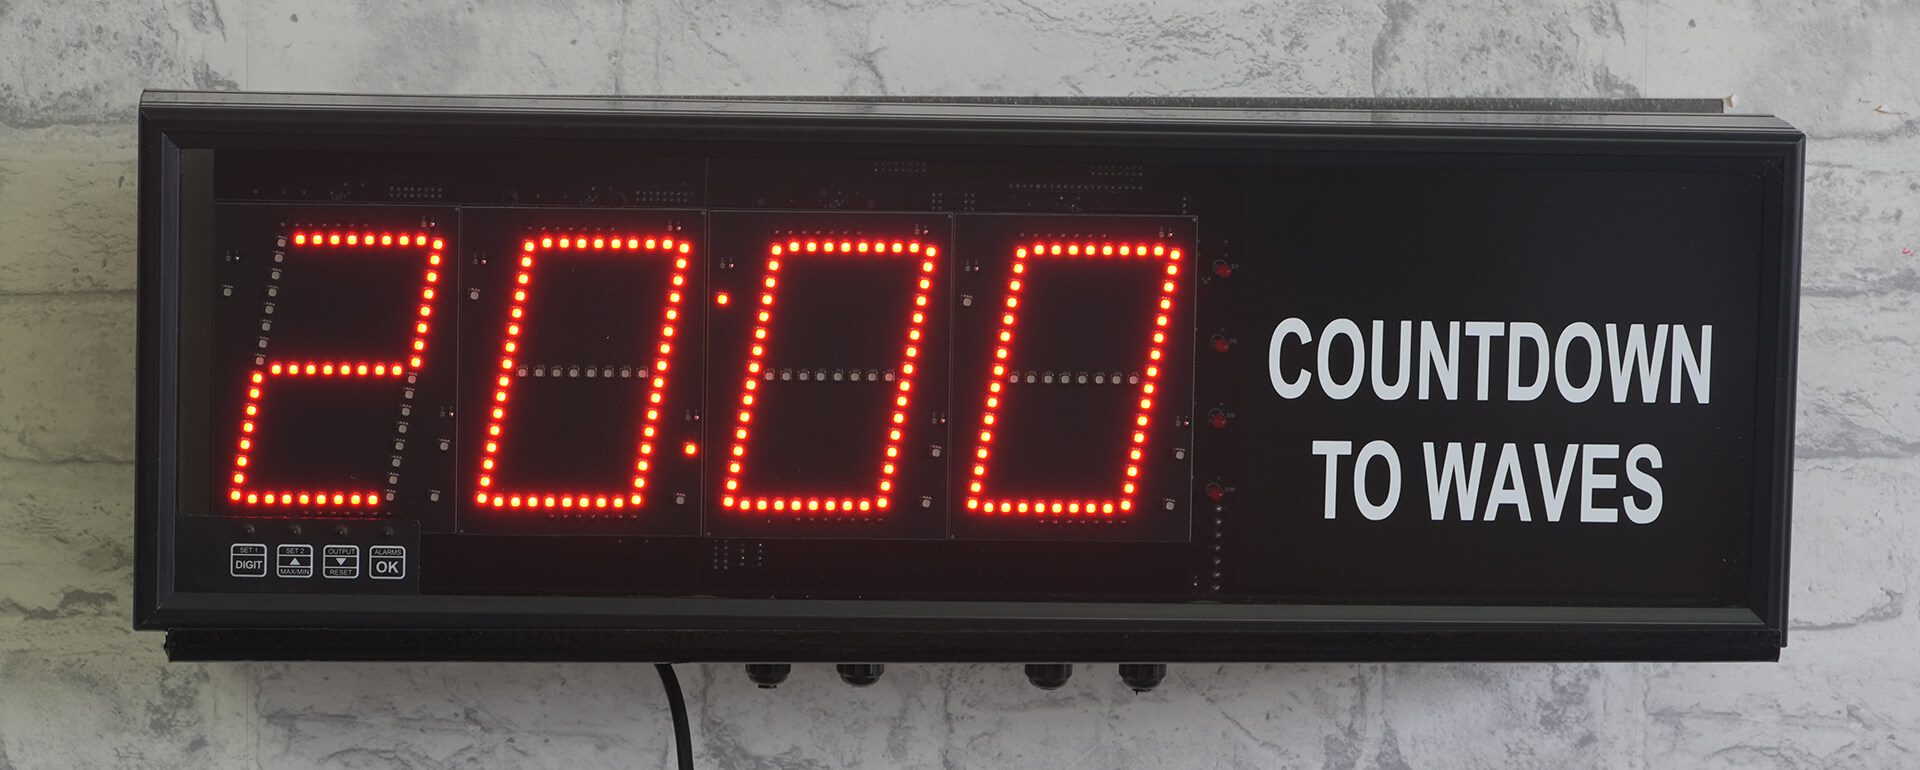 20:00
COUNTDOWN
TO WAVES
SET 1 SET 2 OUTPUT ALARMS
DIGIT ▲ ▼ OK
MAX/MIN RESET